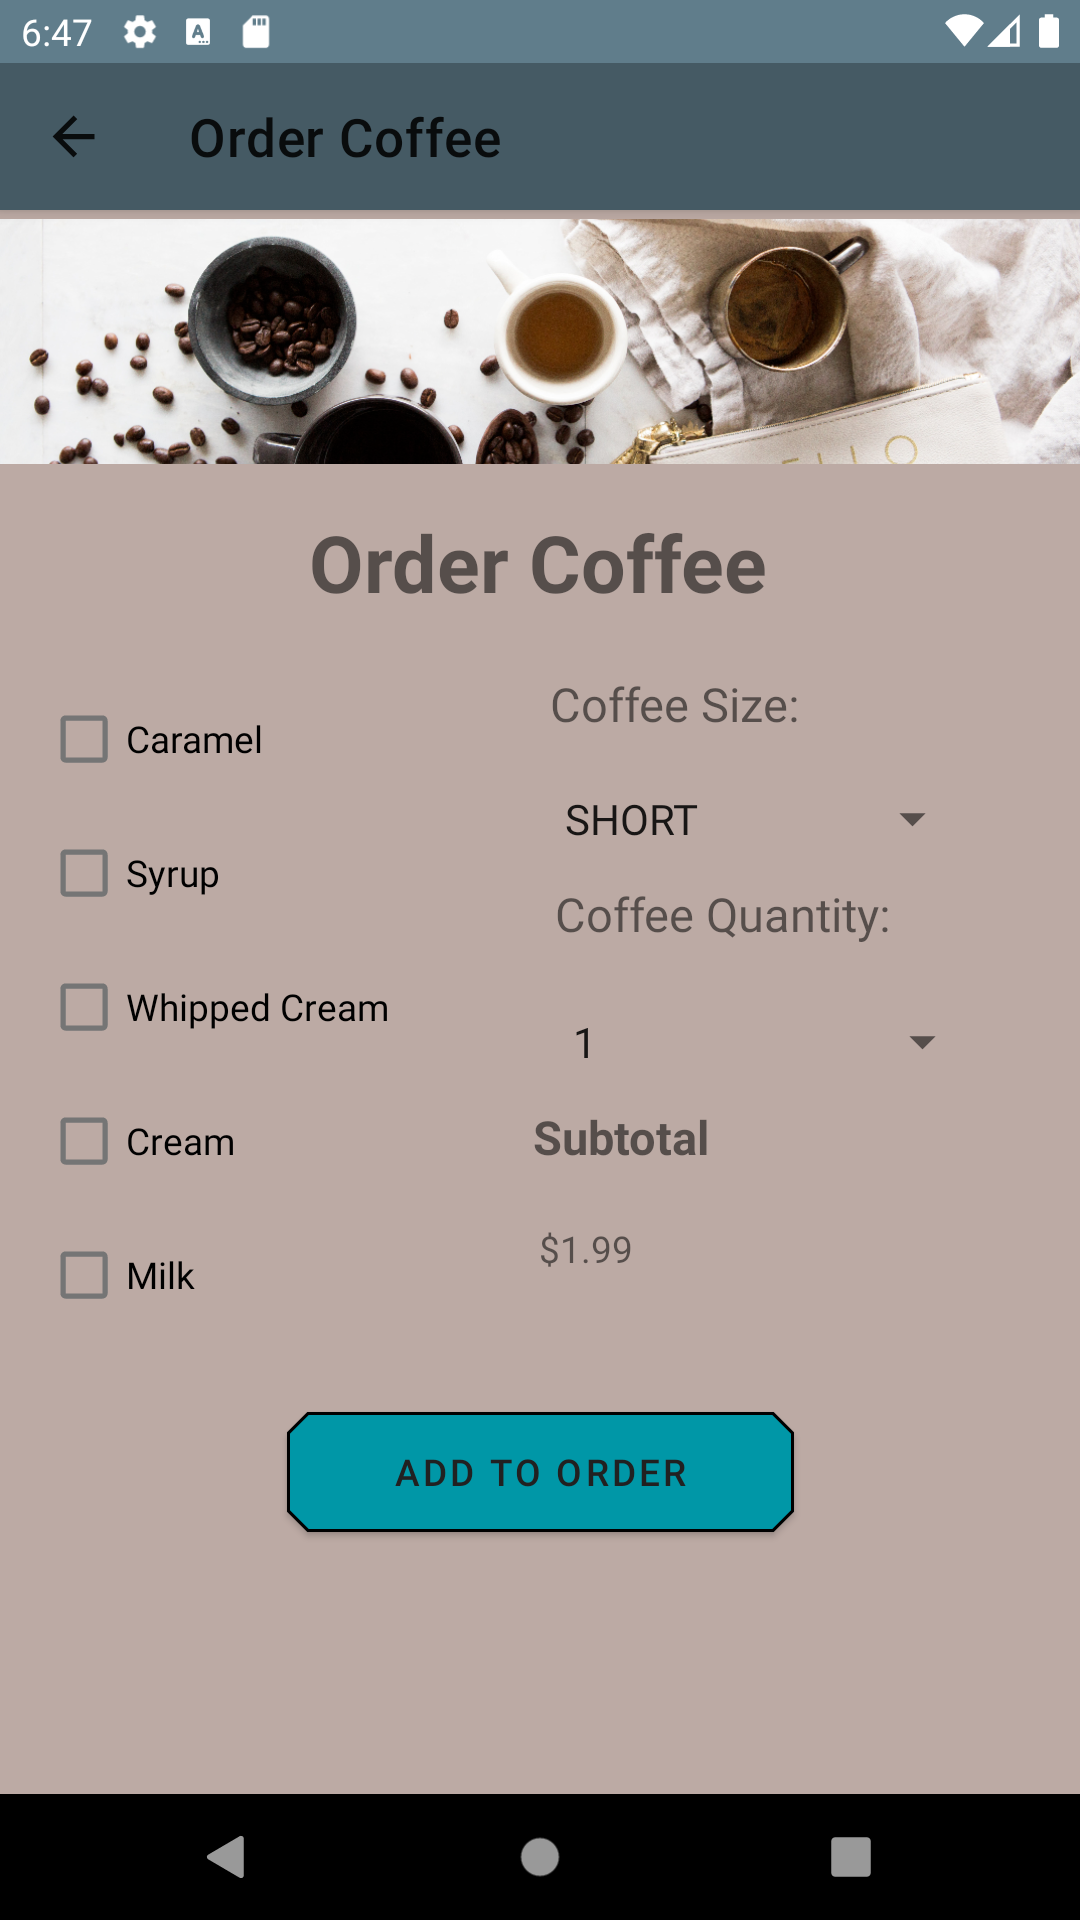 6:47
Order Coffee
ELLO
Order Coffee
Coffee Size:
Caramel
SHORT
Syrup
Coffee Quantity:
Whipped Cream
1
Cream
Subtotal
$1.99
Milk
ADD TO ORDER